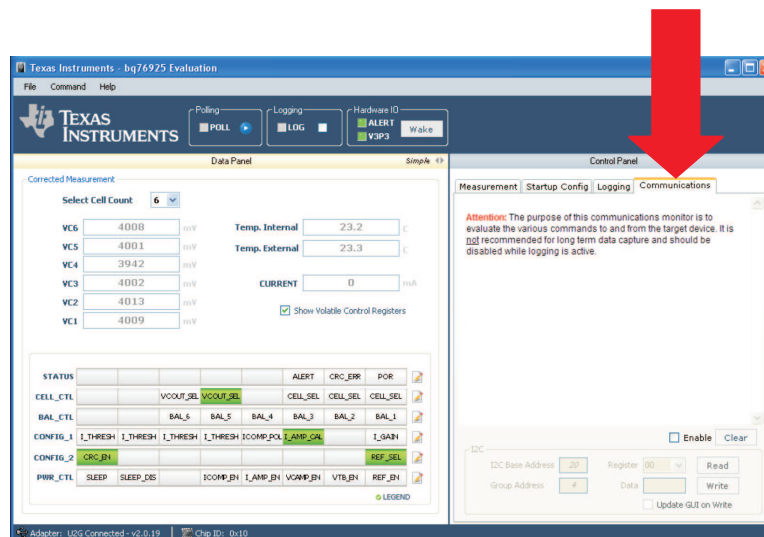 Texas Instruments - bq76925 Evaluation
File Command Help
TEXAS INSTRUMENTS
Polling
POLL
Logging
LOG
Hardware IO
ALERT
V3P3
Wake
Data Panel
Simple
Corrected Measurement
Select Cell Count 6
VC6 4008 mV
VC5 4001 mV
VC4 3942 mV
VC3 4002 mV
VC2 4013 mV
VC1 4009 mV
Temp. Internal 23.2 C
Temp. External 23.3 C
CURRENT 0 mA
Show Volatile Control Registers
STATUS ALERT CRC_ERR POR
CELL_CTL VCOUT_SEL VCOUT_SEL CELL_SEL CELL_SEL CELL_SEL
BAL_CTL BAL_6 BAL_5 BAL_4 BAL_3 BAL_2 BAL_1
CONFIG_1 I_THRESH I_THRESH I_THRESH I_THRESH ICOMP_POL I_AMP_CAL I_GAIN
CONFIG_2 CRC_EN REF_SEL
PWR_CTL SLEEP SLEEP_DIS ICOMP_EN I_AMP_EN VCAMP_EN VTB_EN REF_EN
LEGEND
Control Panel
Measurement Startup Config Logging Communications
Attention: The purpose of this communications monitor is to
evaluate the various commands to and from the target device. It is
not recommended for long term data capture and should be
disabled while logging is active.
Enable Clear
I2C
I2C Base Address 20 Register 00 Read
Group Address 4 Data Write
Update GUI on Write
Adapter: U2G Connected - v2.0.19 Chip ID: 0x10